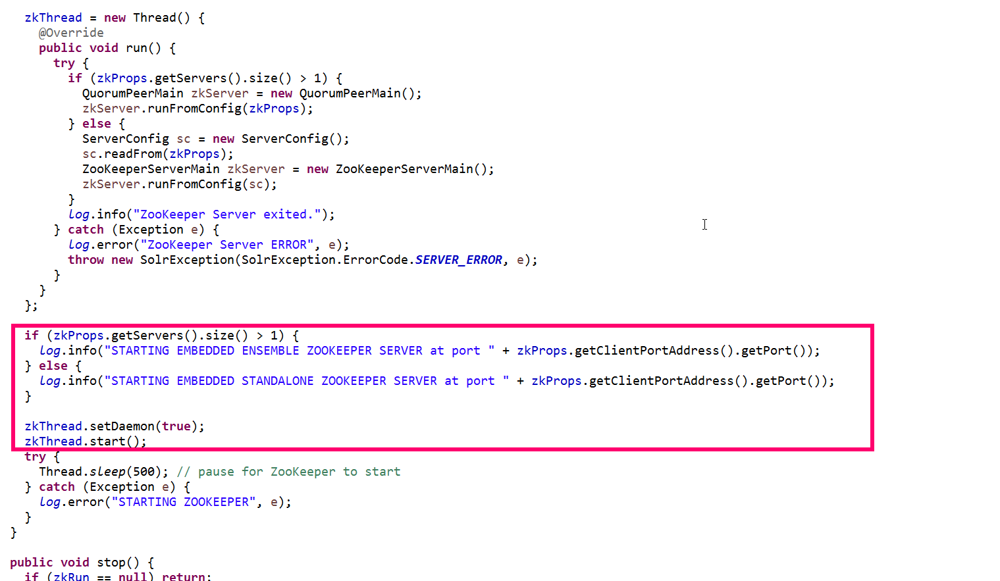 zkThread = new Thread() {
@Override
public void run() {
try {
if (zkProps.getServers().size() > 1) {
QuorumPeerMain zkServer = new QuorumPeerMain();
zkServer.runFromConfig(zkProps);
} else {
ServerConfig sc = new ServerConfig();
sc.readFrom(zkProps);
ZooKeeperServerMain zkServer = new ZooKeeperServerMain();
zkServer.runFromConfig(sc);
}
log.info("ZooKeeper Server exited.");
} catch (Exception e) {
log.error("ZooKeeper Server ERROR", e);
throw new SolrException(SolrException.ErrorCode.SERVER_ERROR, e);
}
}
};
if (zkProps.getServers().size() > 1) {
log.info("STARTING EMBEDDED ENSEMBLE ZOOKEEPER SERVER at port " + zkProps.getClientPortAddress().getPort());
} else {
log.info("STARTING EMBEDDED STANDALONE ZOOKEEPER SERVER at port " + zkProps.getClientPortAddress().getPort());
}
zkThread.setDaemon(true);
zkThread.start();
try {
Thread.sleep(500); // pause for ZooKeeper to start
} catch (Exception e) {
log.error("STARTING ZOOKEEPER", e);
}
}
public void stop() {
if (zkRun == null) return;